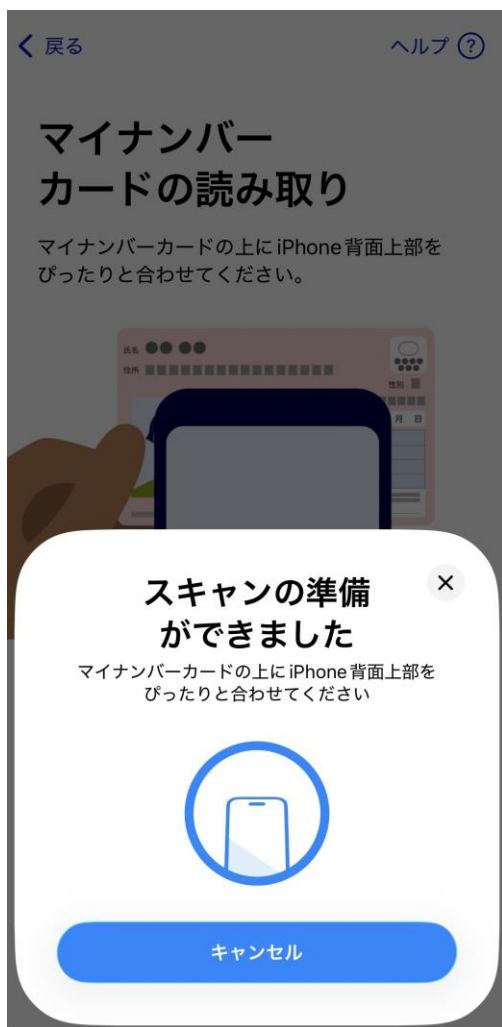 戻る
ヘルプ ?
マイナンバー
カードの読み取り
マイナンバーカードの上にiPhone背面上部を
ぴったりと合わせてください。
氏名
住所
性別
月 日
スキャンの準備
ができました
マイナンバーカードの上にiPhone背面上部を
ぴったりと合わせてください
キャンセル